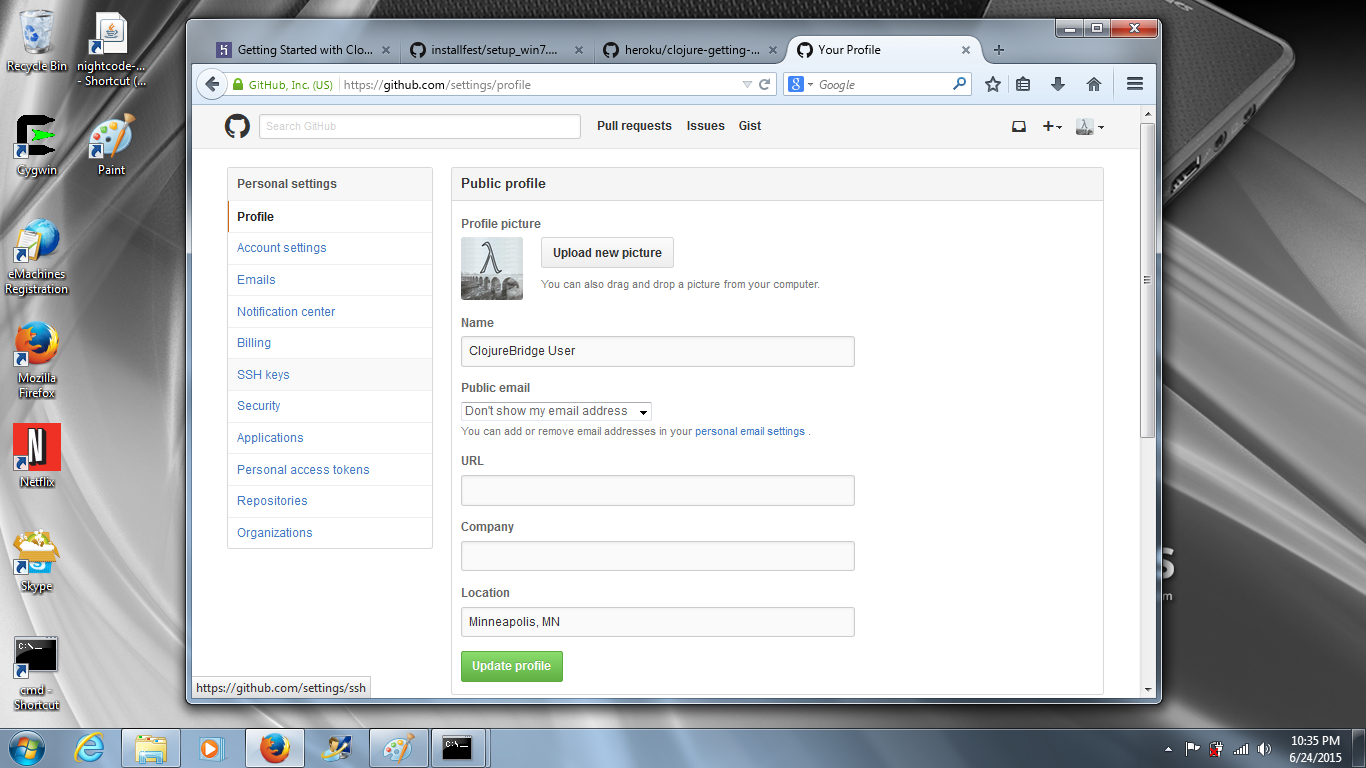 Recycle Bin
nightcode-...
- Shortcut (...
Cygwin
Paint
eMachines
Registration
Mozilla
Firefox
Netflix
Skype
C:\_
cmd -
Shortcut
Getting Started with Clo...
installfest/setup_win7....
heroku/clojure-getting-...
Your Profile
GitHub, Inc. (US)
https://github.com/settings/profile
Google
Search GitHub
Pull requests
Issues
Gist
Personal settings
Profile
Account settings
Emails
Notification center
Billing
SSH keys
Security
Applications
Personal access tokens
Repositories
Organizations
Public profile
Profile picture
λ
Upload new picture
You can also drag and drop a picture from your computer.
Name
ClojureBridge User
Public email
Don't show my email address
You can add or remove email addresses in your personal email settings .
URL
Company
Location
Minneapolis, MN
Update profile
https://github.com/settings/ssh
10:35 PM
6/24/2015